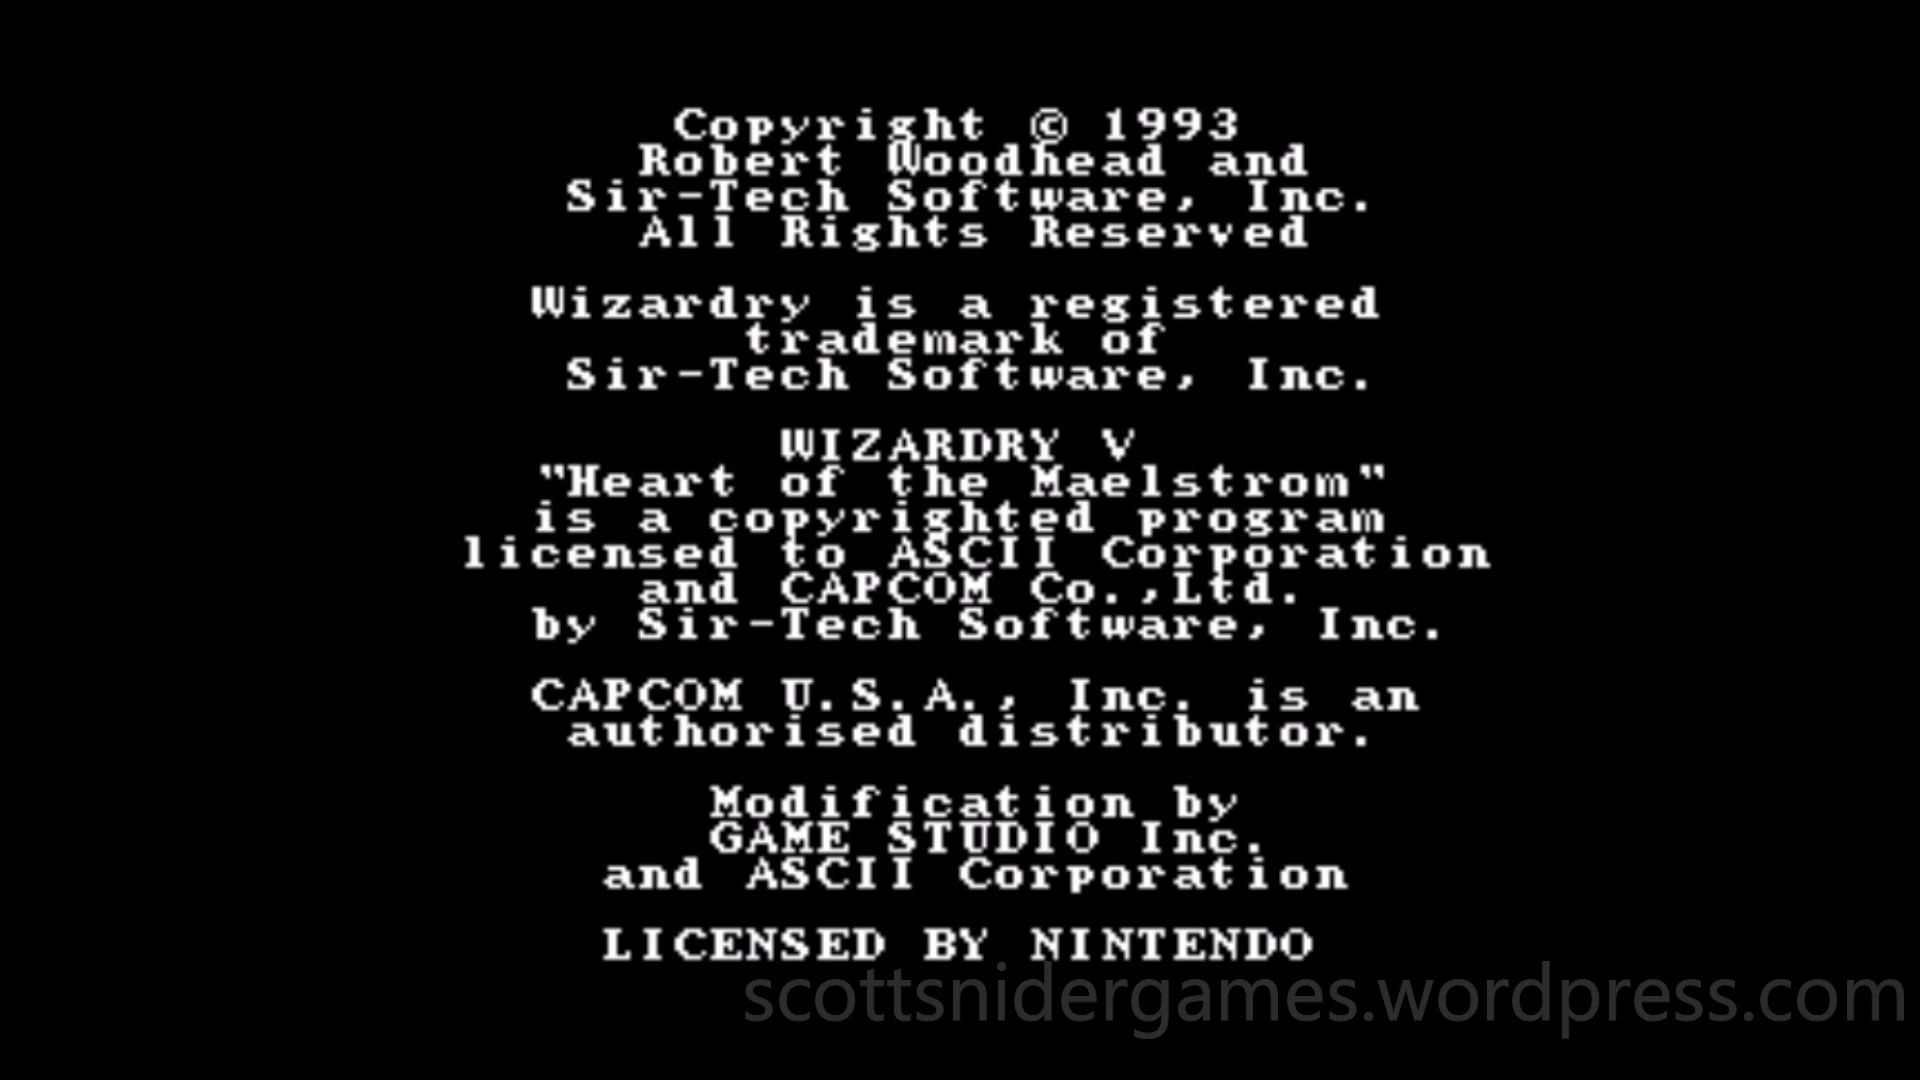 Copyright © 1993
Robert Woodhead and
Sir-Tech Software, Inc.
All Rights Reserved
Wizardry is a registered
trademark of
Sir-Tech Software, Inc.
WIZARDRY V
"Heart of the Maelstrom"
is a copyrighted program
licensed to ASCII Corporation
and CAPCOM Co.,Ltd.
by Sir-Tech Software, Inc.
CAPCOM U.S.A., Inc. is an
authorised distributor.
Modification by
GAME STUDIO Inc.
and ASCII Corporation
LICENSED BY NINTENDO
scottsnidergames.wordpress.com